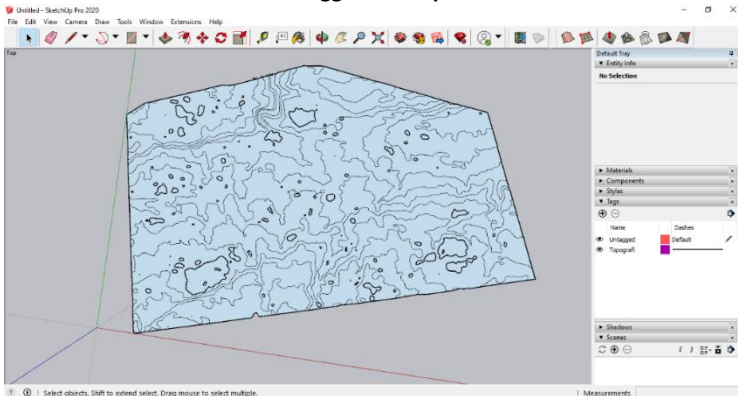 Untitled - SketchUp Pro 2020
File Edit View Camera Draw Tools Window Extensions Help
Top
Default Tray
Entity Info
No Selection
Materials
Components
Styles
Tags
Name Dashes
Untagged Default
Topografi
Shadows
Scenes
Select objects. Shift to extend select. Drag mouse to select multiple.
Measurements